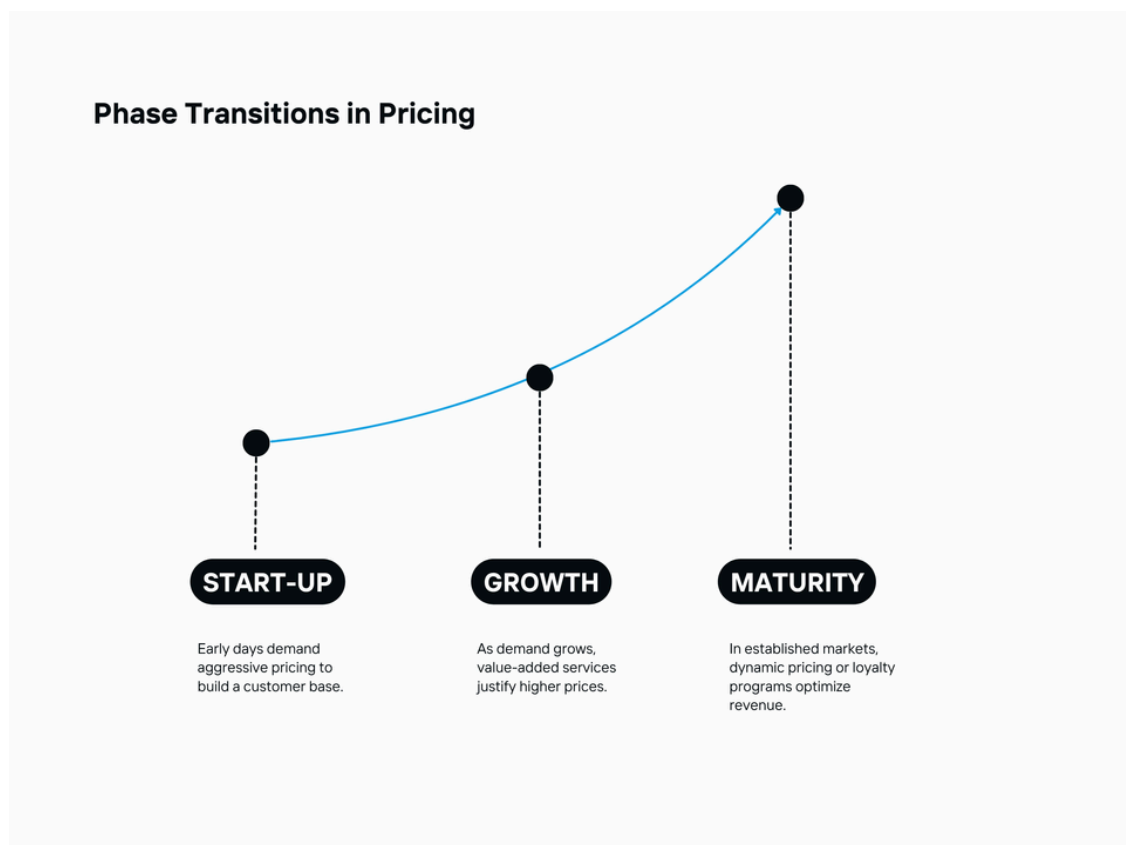 Phase Transitions in Pricing
START-UP
Early days demand
aggressive pricing to
build a customer base.
GROWTH
As demand grows,
value-added services
justify higher prices.
MATURITY
In established markets,
dynamic pricing or loyalty
programs optimize
revenue.